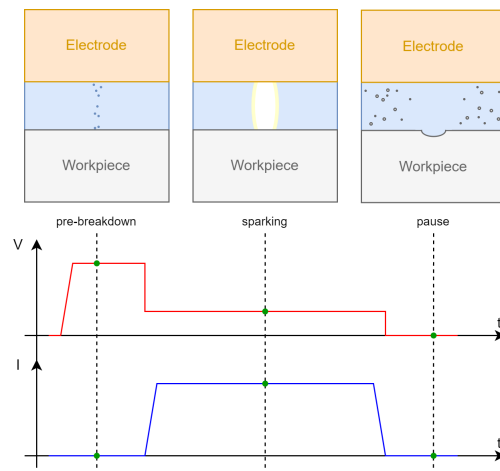 Electrode
Electrode
Electrode
Workpiece
Workpiece
Workpiece
pre-breakdown
sparking
pause
V
t
I
t